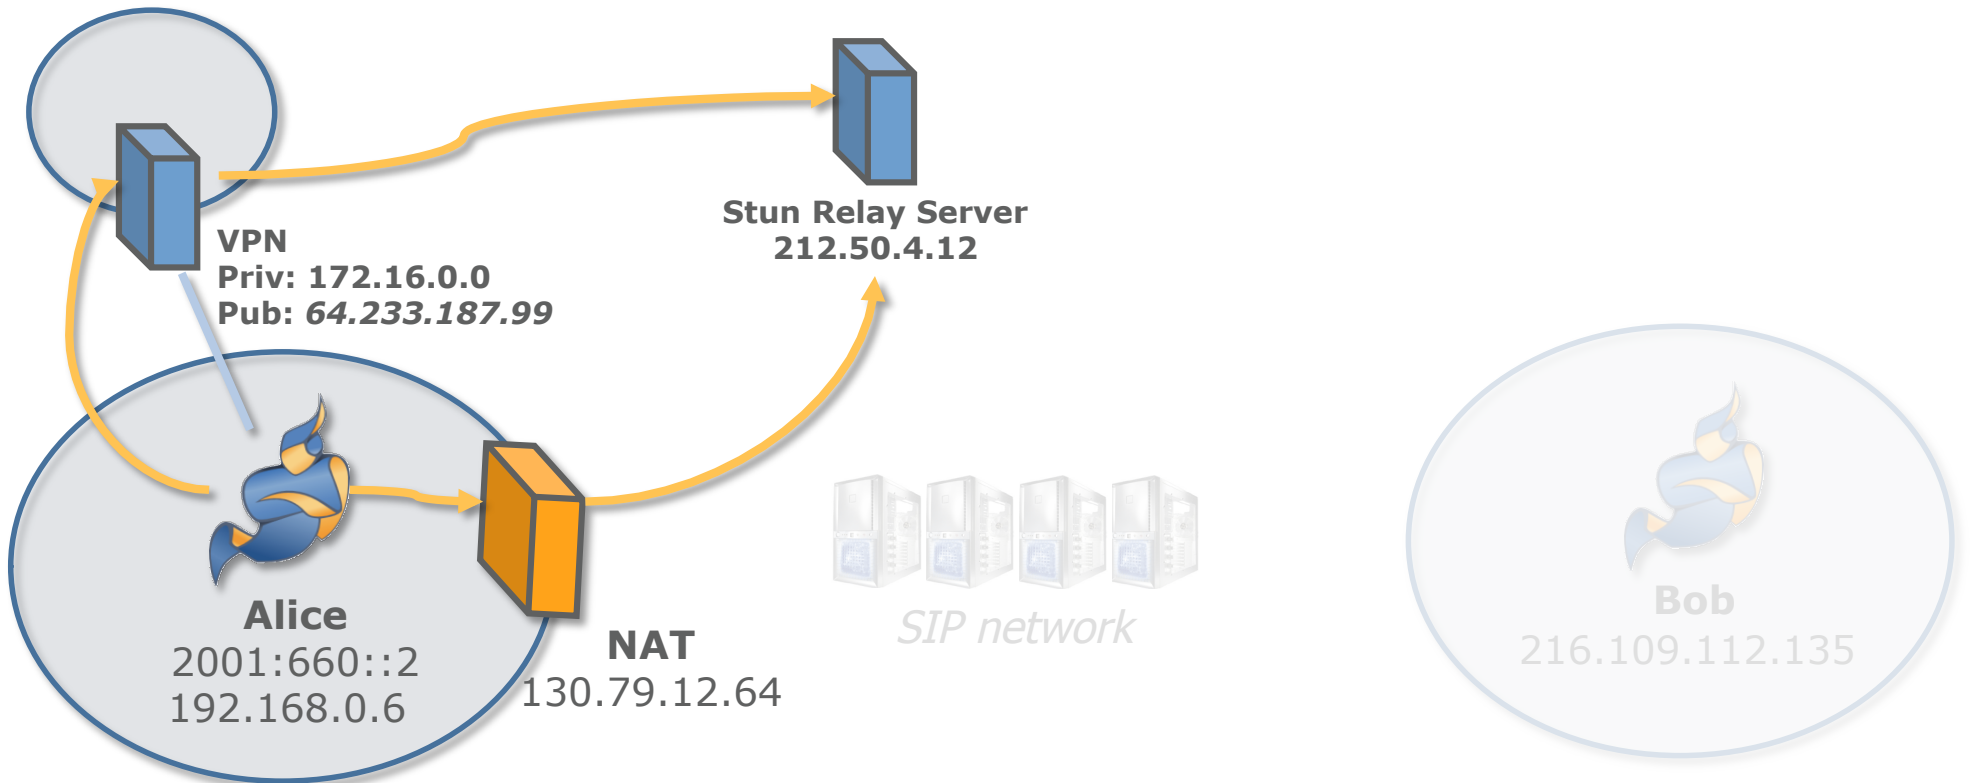 Stun Relay Server
212.50.4.12
VPN
Priv: 172.16.0.0
Pub: 64.233.187.99
Alice
2001:660::2
192.168.0.6
NAT
130.79.12.64
SIP network
Bob
216.109.112.135